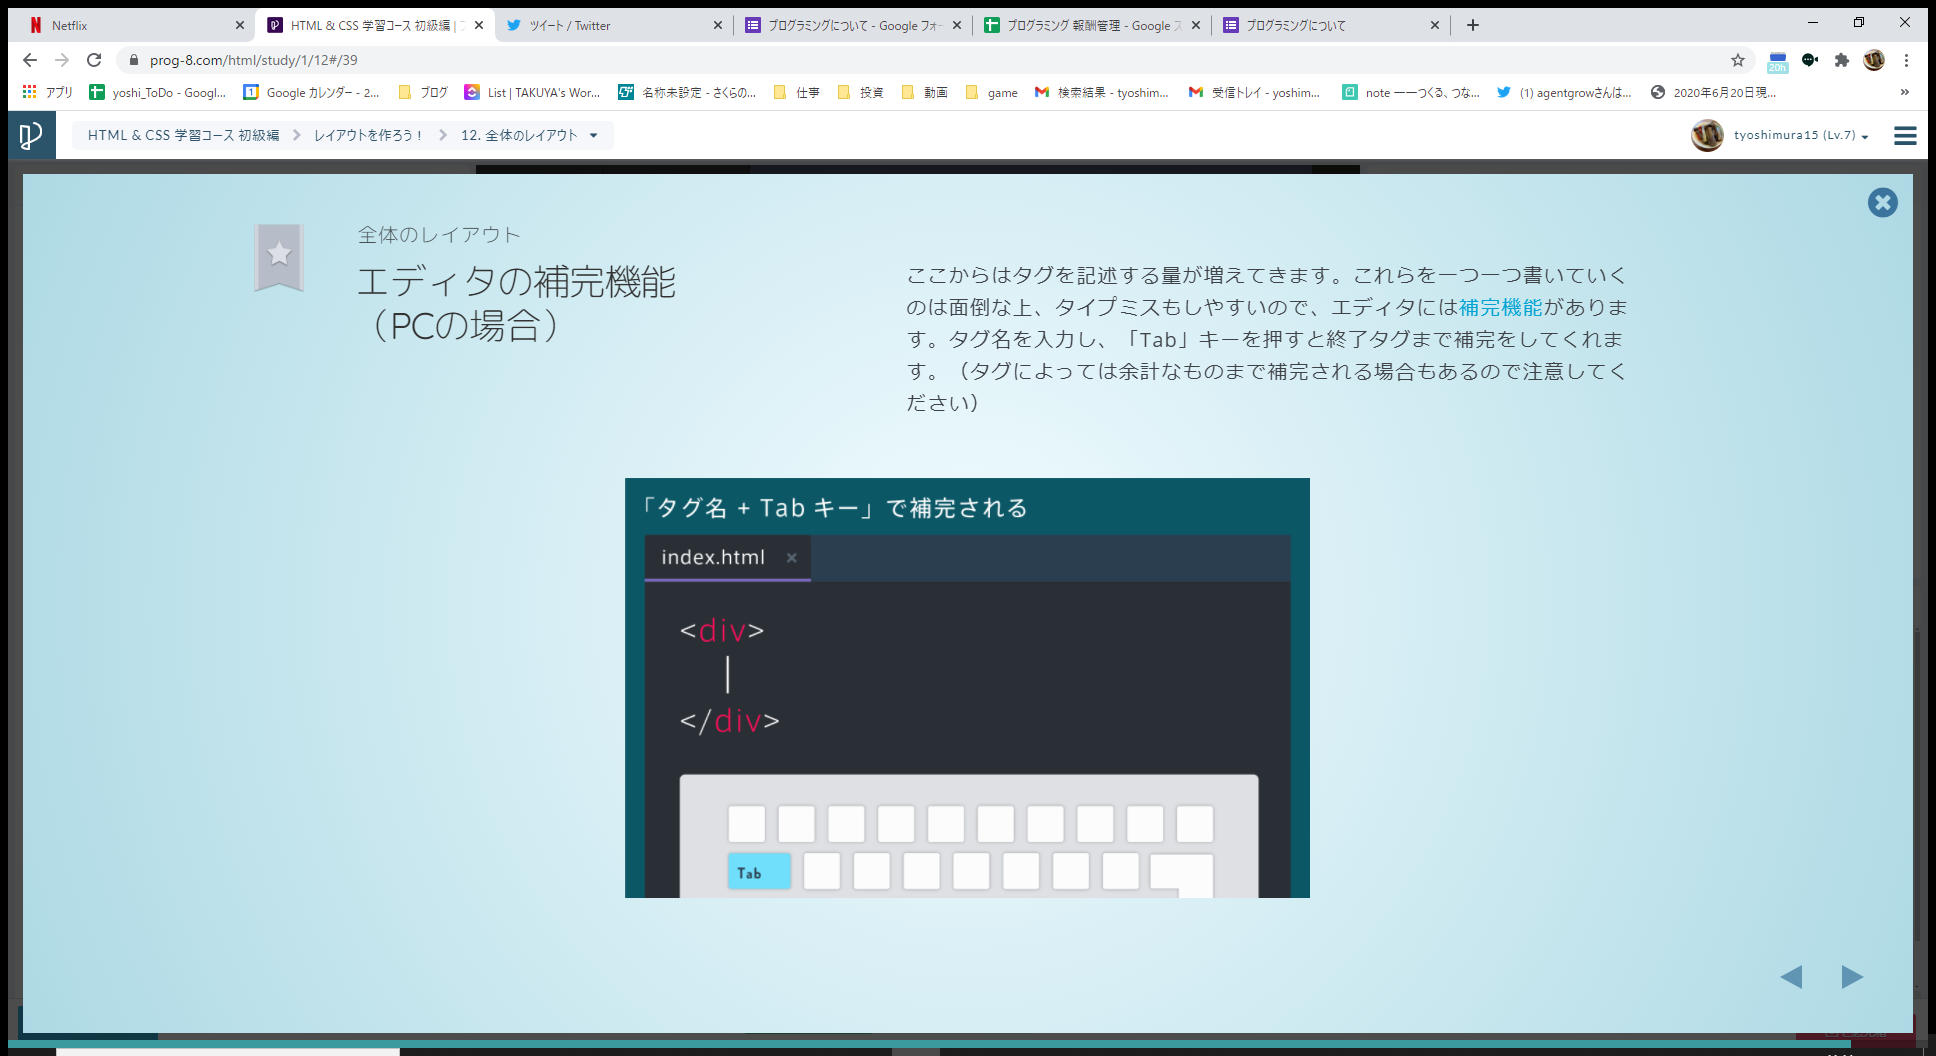 Netflix
HTML & CSS 学習コース 初級編 |
ツイート / Twitter
プログラミングについて - Google フォー
プログラミング 報酬管理 - Google ス
プログラミングについて
prog-8.com/html/study/1/12#/39
20h
アプリ
yoshi_ToDo - Googl...
Google カレンダー - 2...
ブログ
List | TAKUYA's Wor...
名称未設定 - さくらの...
仕事
投資
動画
game
検索結果 - tyoshim...
受信トレイ - yoshim...
note ーーつくる、つな...
(1) agentgrowさんは...
2020年6月20日現...
»
HTML & CSS 学習コース 初級編
レイアウトを作ろう！
12. 全体のレイアウト
tyoshimura15 (Lv.7)
全体のレイアウト
エディタの補完機能
（PCの場合）
ここからはタグを記述する量が増えてきます。これらを一つ一つ書いていく
のは面倒な上、タイプミスもしやすいので、エディタには補完機能がありま
す。タグ名を入力し、「Tab」キーを押すと終了タグまで補完をしてくれま
す。（タグによっては余計なものまで補完される場合もあるので注意してく
ださい）
「タグ名 + Tab キー」で補完される
index.html
<div>
</div>
Tab